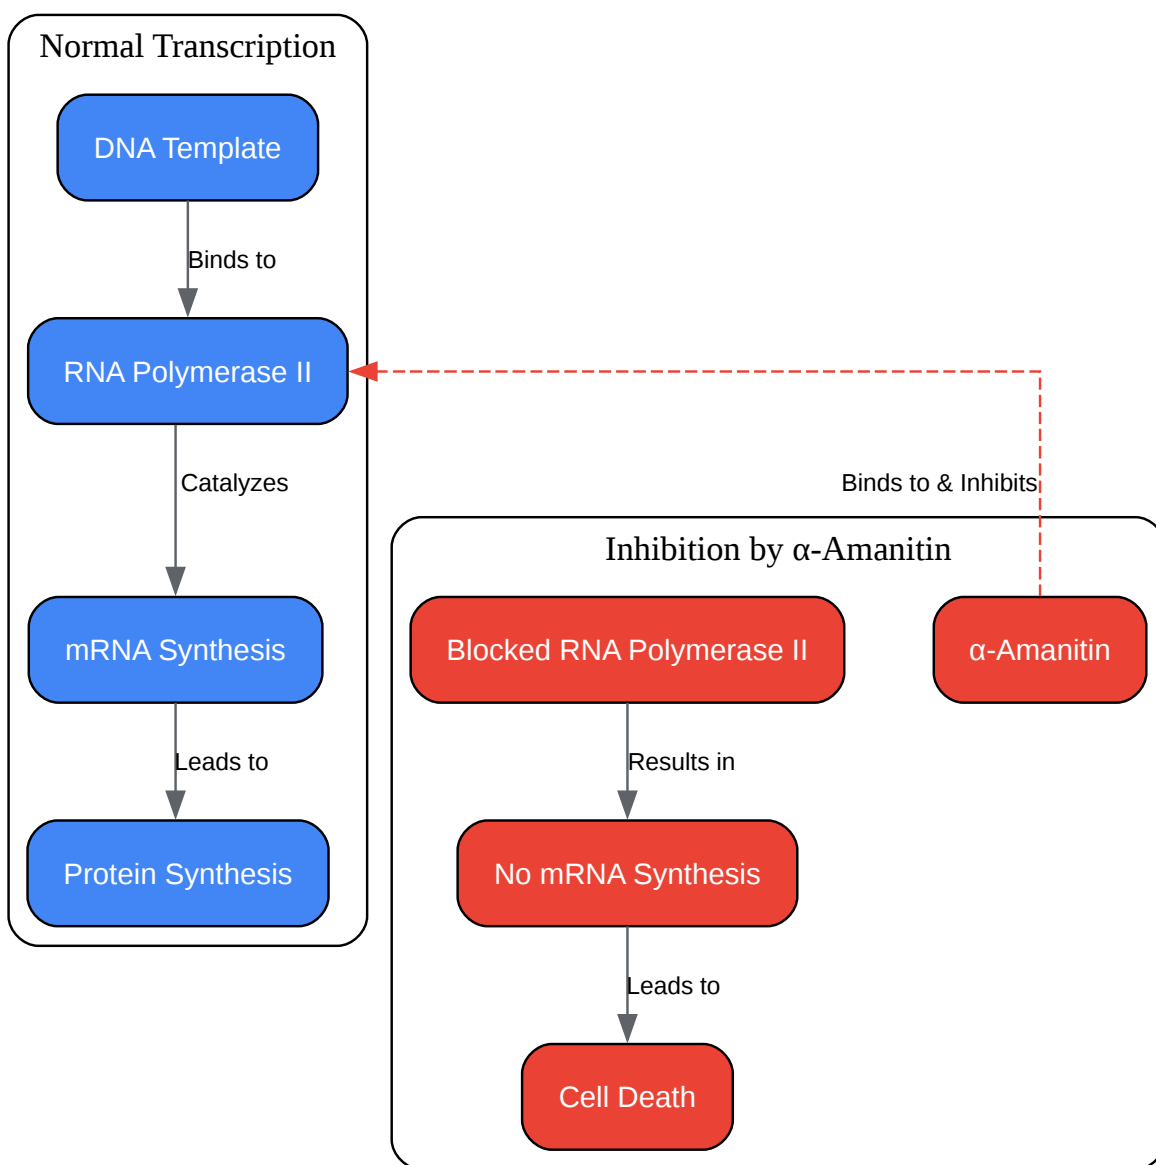 Normal Transcription
DNA Template
Binds to
RNA Polymerase II
Catalyzes
mRNA Synthesis
Leads to
Protein Synthesis
Binds to & Inhibits
Inhibition by α-Amanitin
Blocked RNA Polymerase II
α-Amanitin
Results in
No mRNA Synthesis
Leads to
Cell Death